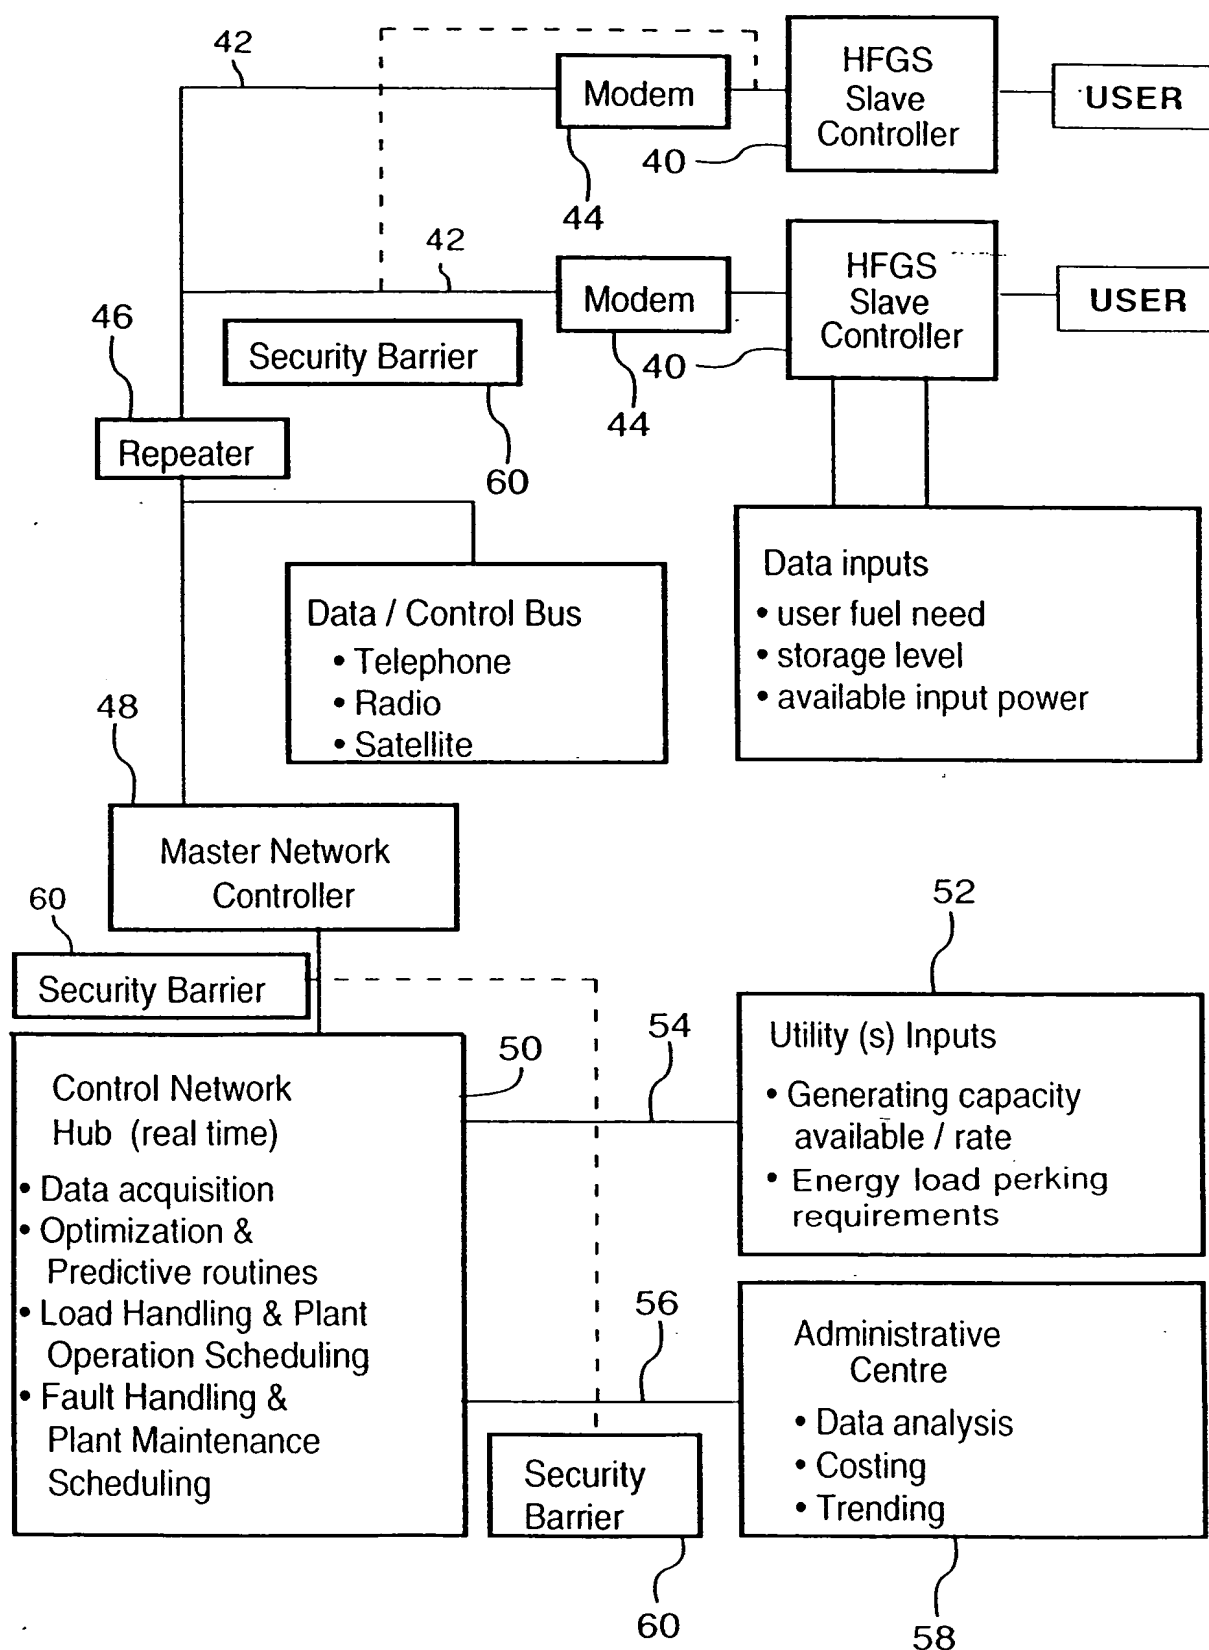 42
Modem
HFGS
Slave
Controller
USER
40
44
42
Modem
HFGS
Slave
Controller
USER
46
Security Barrier
40
44
Repeater
60
Data / Control Bus
• Telephone
• Radio
• Satellite
Data inputs
• user fuel need
• storage level
• available input power
48
Master Network
Controller
60
Security Barrier
52
50
54
Control Network
Hub (real time)
• Data acquisition
• Optimization &
Predictive routines
• Load Handling & Plant
Operation Scheduling
• Fault Handling &
Plant Maintenance
Scheduling
Utility (s) Inputs
• Generating capacity
available / rate
• Energy load perking
requirements
56
Administrative
Centre
• Data analysis
• Costing
• Trending
Security
Barrier
60
58